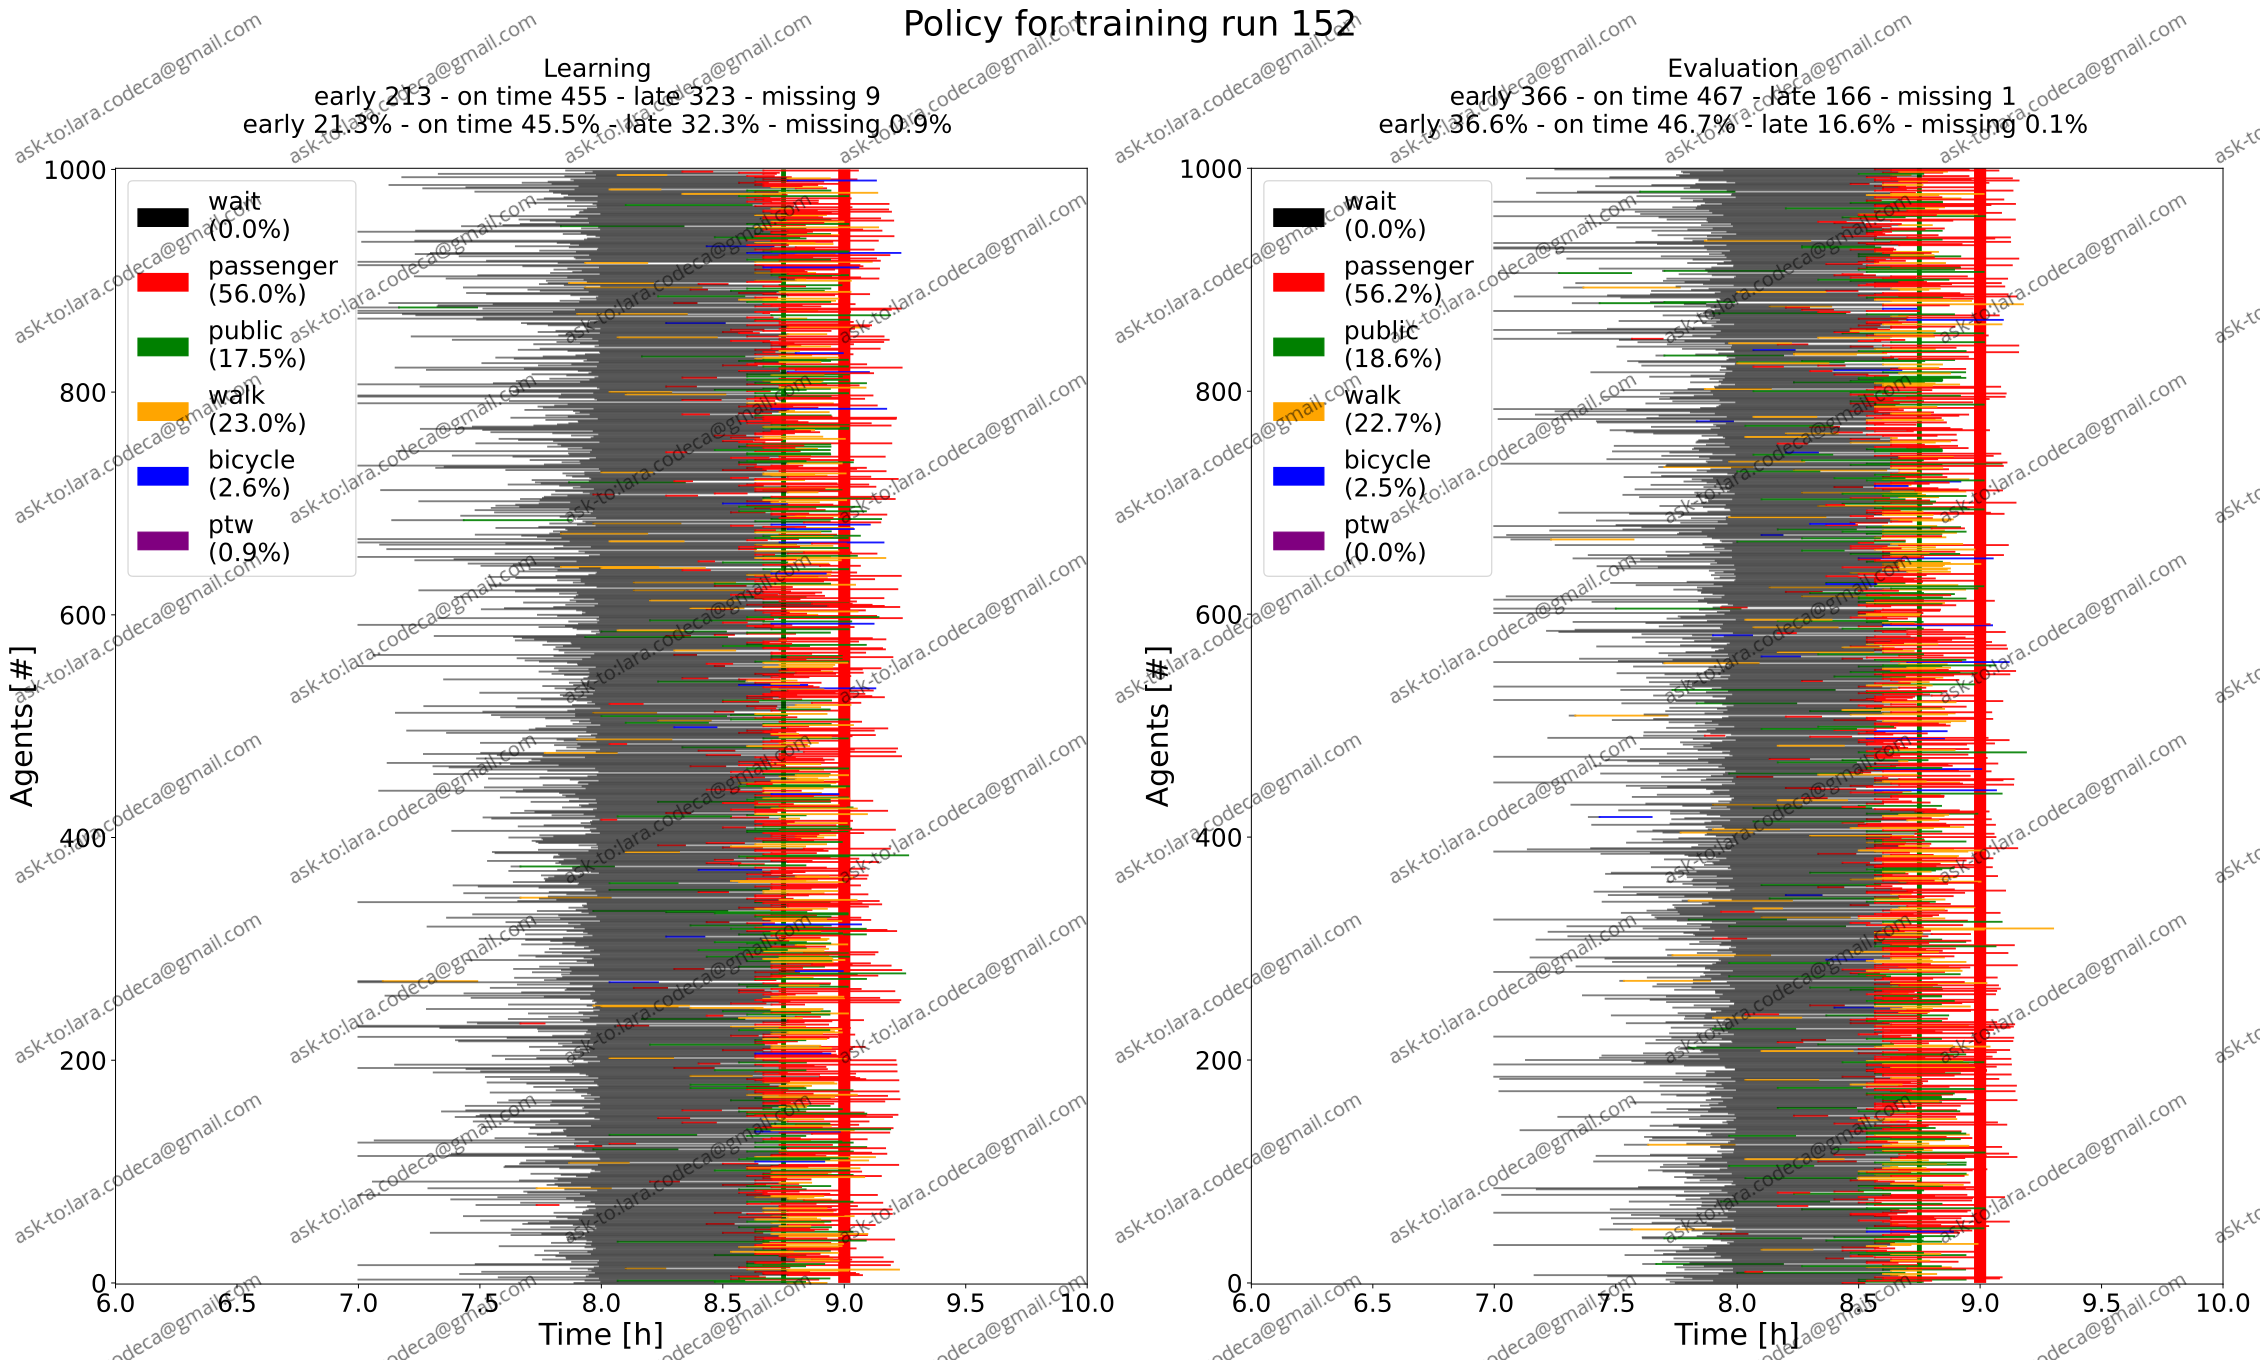 Policy for training run 152
Learning
early 213 - on time 455 - late 323 - missing 9
early 21.3% - on time 45.5% - late 32.3% - missing 0.9%
1000
800
600
400
200
0
wait
(0.0%)
passenger
(56.0%)
public
(17.5%)
walk
(23.0%)
bicycle
(2.6%)
ptw
(0.9%)
Agents [#]
6.0 6.5 7.0 7.5 8.0 8.5 9.0 9.5 10.0
Time [h]
Evaluation
early 366 - on time 467 - late 166 - missing 1
early 36.6% - on time 46.7% - late 16.6% - missing 0.1%
1000
800
600
400
200
0
wait
(0.0%)
passenger
(56.2%)
public
(18.6%)
walk
(22.7%)
bicycle
(2.5%)
ptw
(0.0%)
Agents [#]
6.0 6.5 7.0 7.5 8.0 8.5 9.0 9.5 10.0
Time [h]
ask-to:lara.codeca@gmail.com